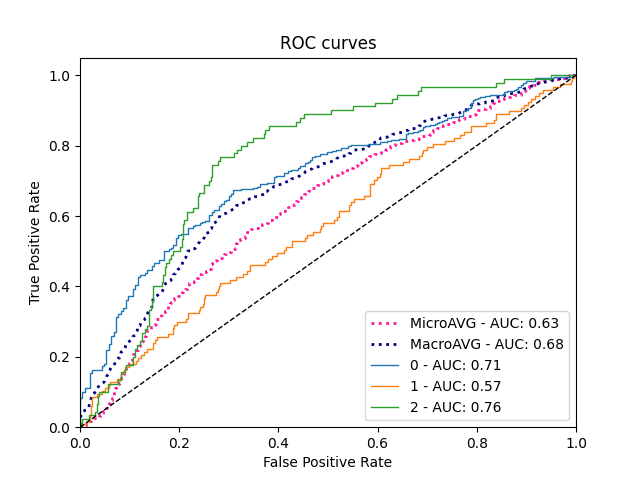 ROC curves
True Positive Rate
1.0
0.8
0.6
0.4
0.2
0.0
MicroAVG - AUC: 0.63
MacroAVG - AUC: 0.68
0 - AUC: 0.71
1 - AUC: 0.57
2 - AUC: 0.76
0.0 0.2 0.4 0.6 0.8 1.0
False Positive Rate